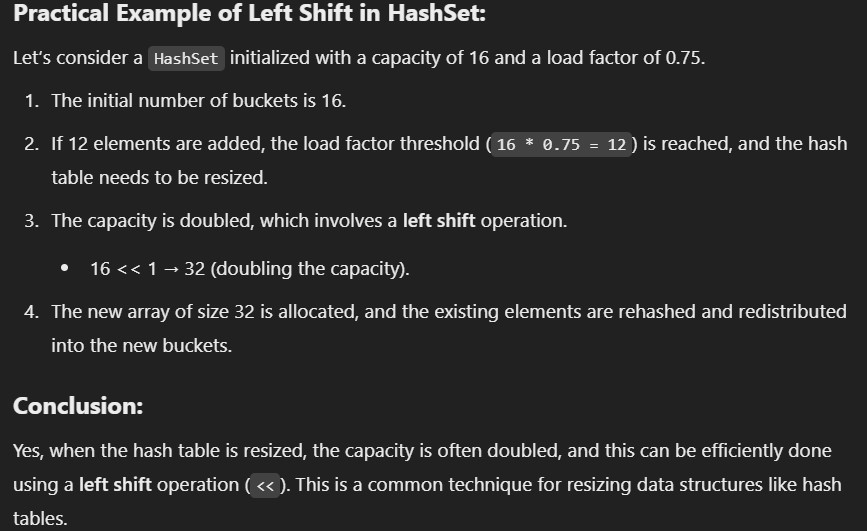 Practical Example of Left Shift in HashSet:
Let's consider a HashSet initialized with a capacity of 16 and a load factor of 0.75.
1. The initial number of buckets is 16.
2. If 12 elements are added, the load factor threshold ( 16 * 0.75 = 12 ) is reached, and the hash
table needs to be resized.
3. The capacity is doubled, which involves a left shift operation.
• 16 << 1 → 32 (doubling the capacity).
4. The new array of size 32 is allocated, and the existing elements are rehashed and redistributed
into the new buckets.
Conclusion:
Yes, when the hash table is resized, the capacity is often doubled, and this can be efficiently done
using a left shift operation ( << ). This is a common technique for resizing data structures like hash
tables.